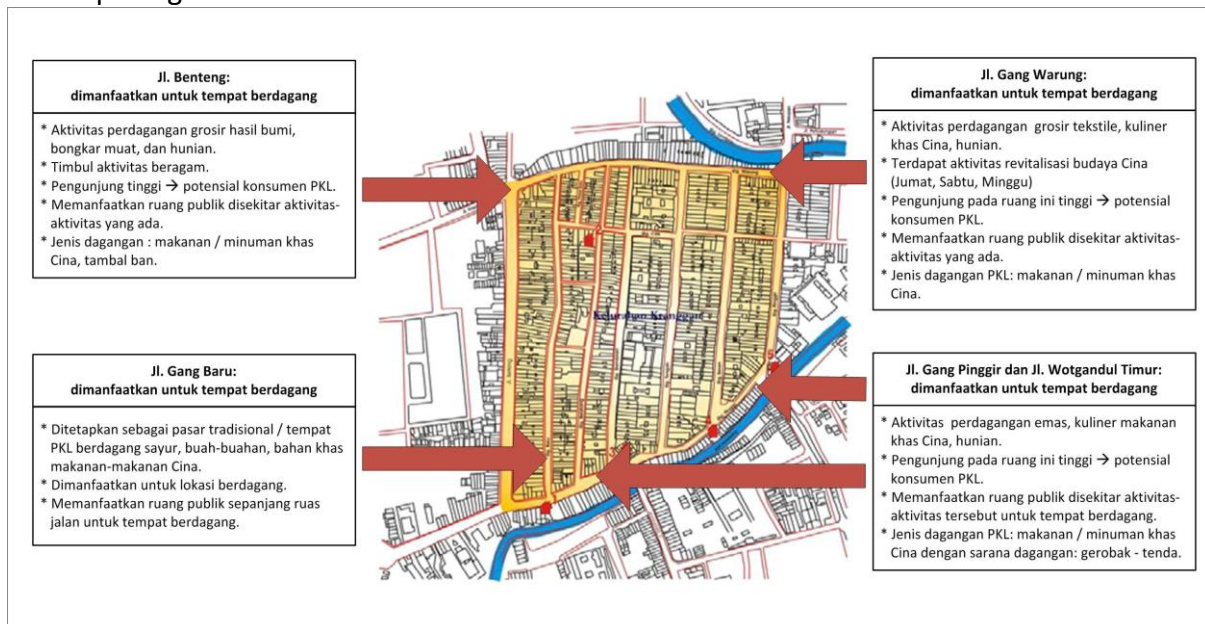 Jl. Benteng:
dimanfaatkan untuk tempat berdagang
* Aktivitas perdagangan grosir hasil bumi,
bongkar muat, dan hunian.
* Timbul aktivitas beragam.
* Pengunjung tinggi → potensial konsumen PKL.
* Memanfaatkan ruang publik disekitar aktivitas-
aktivitas yang ada.
* Jenis dagangan : makanan / minuman khas
Cina, tambal ban.
Jl. Gang Baru:
dimanfaatkan untuk tempat berdagang
* Ditetapkan sebagai pasar tradisional / tempat
PKL berdagang sayur, buah-buahan, bahan khas
makanan-makanan Cina.
* Dimanfaatkan untuk lokasi berdagang.
* Memanfaatkan ruang publik sepanjang ruas
jalan untuk tempat berdagang.
Kelurahan Kranggan
Jl. Gang Warung:
dimanfaatkan untuk tempat berdagang
* Aktivitas perdagangan grosir tekstile, kuliner
khas Cina, hunian.
* Terdapat aktivitas revitalisasi budaya Cina
(Jumat, Sabtu, Minggu)
* Pengunjung pada ruang ini tinggi → potensial
konsumen PKL.
* Memanfaatkan ruang publik disekitar aktivitas-
aktivitas yang ada.
* Jenis dagangan PKL: makanan / minuman khas
Cina.
Jl. Gang Pinggir dan Jl. Wotgandul Timur:
dimanfaatkan untuk tempat berdagang
* Aktivitas perdagangan emas, kuliner makanan
khas Cina, hunian.
* Pengunjung pada ruang ini tinggi → potensial
konsumen PKL.
* Memanfaatkan ruang publik disekitar aktivitas-
aktivitas tersebut untuk tempat berdagang.
* Jenis dagangan PKL: makanan / minuman khas
Cina dengan sarana dagangan: gerobak - tenda.